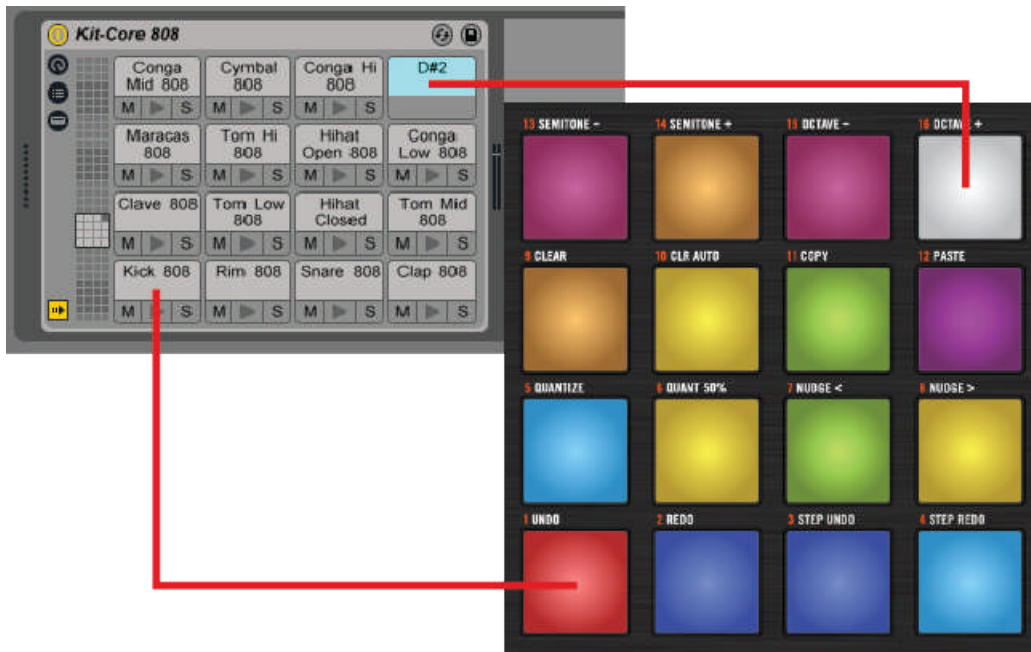 Kit-Core 808
Conga Mid 808
Cymbal 808
Conga Hi 808
D#2
M S
M S
M S
Maracas 808
Tom Hi 808
Hihat Open 808
Conga Low 808
M S
M S
M S
M S
Clave 808
Tom Low 808
Hihat Closed
Tom Mid 808
M S
M S
M S
M S
Kick 808
Rim 808
Snare 808
Clap 808
M S
M S
M S
M S
13 SEMITONE -
14 SEMITONE +
15 OCTAVE -
16 OCTAVE +
9 CLEAR
10 CLR AUTO
11 COPY
12 PASTE
5 QUANTIZE
6 QUANT 50%
7 NUDGE <
8 NUDGE >
1 UNDO
2 REDO
3 STEP UNDO
4 STEP REDO